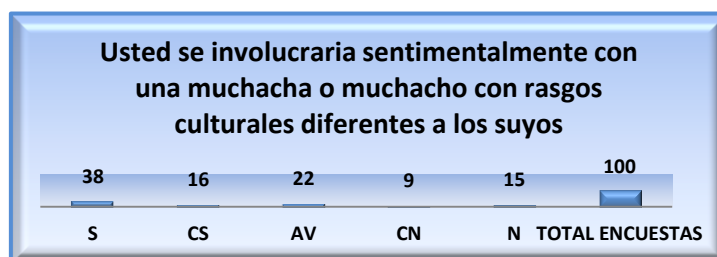 Usted se involucraria sentimentalmente con
una muchacha o muchacho con rasgos
culturales diferentes a los suyos
38 16 22 9 15 100
S CS AV CN N TOTAL ENCUESTAS